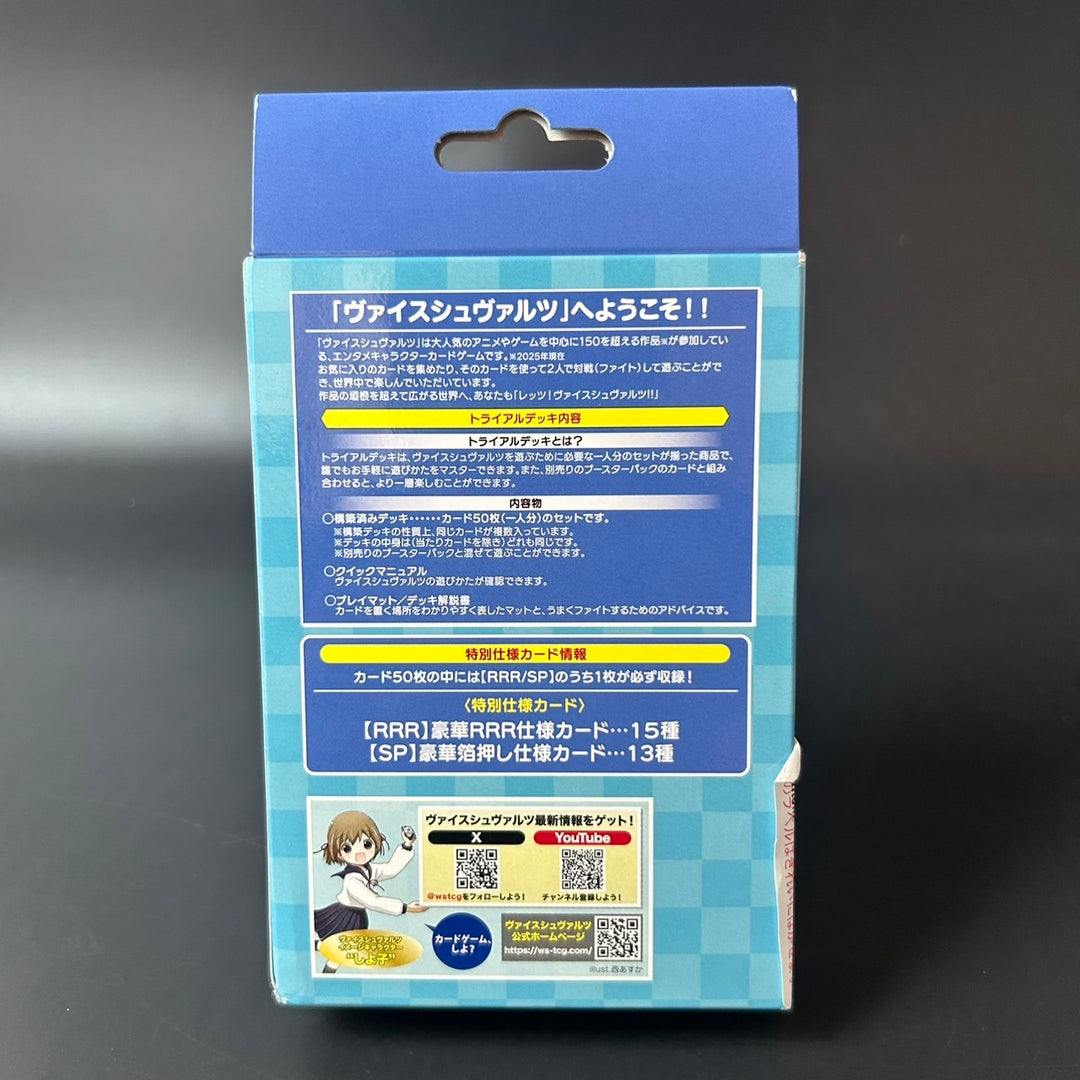 「ヴァイスシュヴァルツ」へようこそ！！
「ヴァイスシュヴァルツ」は大人気のアニメやゲームを中心に150を超える作品※が参加してい
る、エンタメキャラクターカードゲームです。※2025年現在
お気に入りのカードを集めたり、そのカードを使って2人で対戦（ファイト）して遊ぶことがで
き、世界中で楽しんでいただいています。
作品の垣根を超えて広がる世界へ、あなたも「レッツ！ヴァイスシュヴァルツ！！」
トライアルデッキ内容
トライアルデッキとは？
トライアルデッキは、ヴァイスシュヴァルツを遊ぶために必要な一人分のセットが揃った商品で、
誰でもお手軽に遊びかたをマスターできます。また、別売りのブースターパックのカードと組み
合わせると、より一層楽しむことができます。
内容物
○構築済みデッキ‥‥‥カード50枚（一人分）のセットです。
※構築デッキの性質上、同じカードが複数入っています。
※デッキの中身は（当たりカードを除き）どれも同じです。
※別売りのブースターパックと混ぜて遊ぶことができます。
○クイックマニュアル
ヴァイスシュヴァルツの遊びかたが確認できます。
○プレイマット／デッキ解説書
カードを置く場所をわかりやすく表したマットと、うまくファイトするためのアドバイスです。
特別仕様カード情報
カード50枚の中には【RRR/SP】のうち1枚が必ず収録！
〈特別仕様カード〉
【RRR】豪華RRR仕様カード…15種
【SP】豪華箔押し仕様カード…13種
ヴァイスシュヴァルツ最新情報をゲット！
X YouTube
@wstcgをフォローしよう！ チャンネル登録しよう！
ヴァイスシュヴァルツ
イメージキャラクター
“しよ子”
カードゲーム、
しよ？
ヴァイスシュヴァルツ
公式ホームページ
https://ws-tcg.com/
illust.西あすか